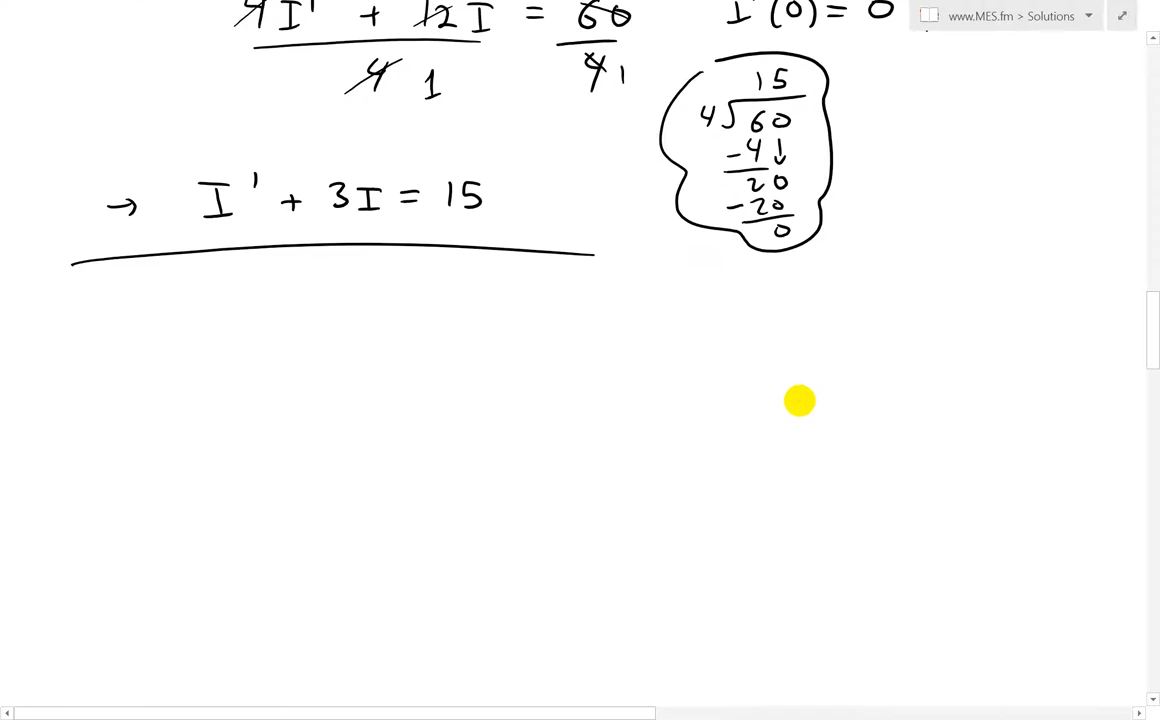 4I' + 12I = 60
4 1
4 1
I'(0) = 0
www.MES.fm > Solutions
15
4 60
-4
20
-20
0
→ I' + 3I = 15